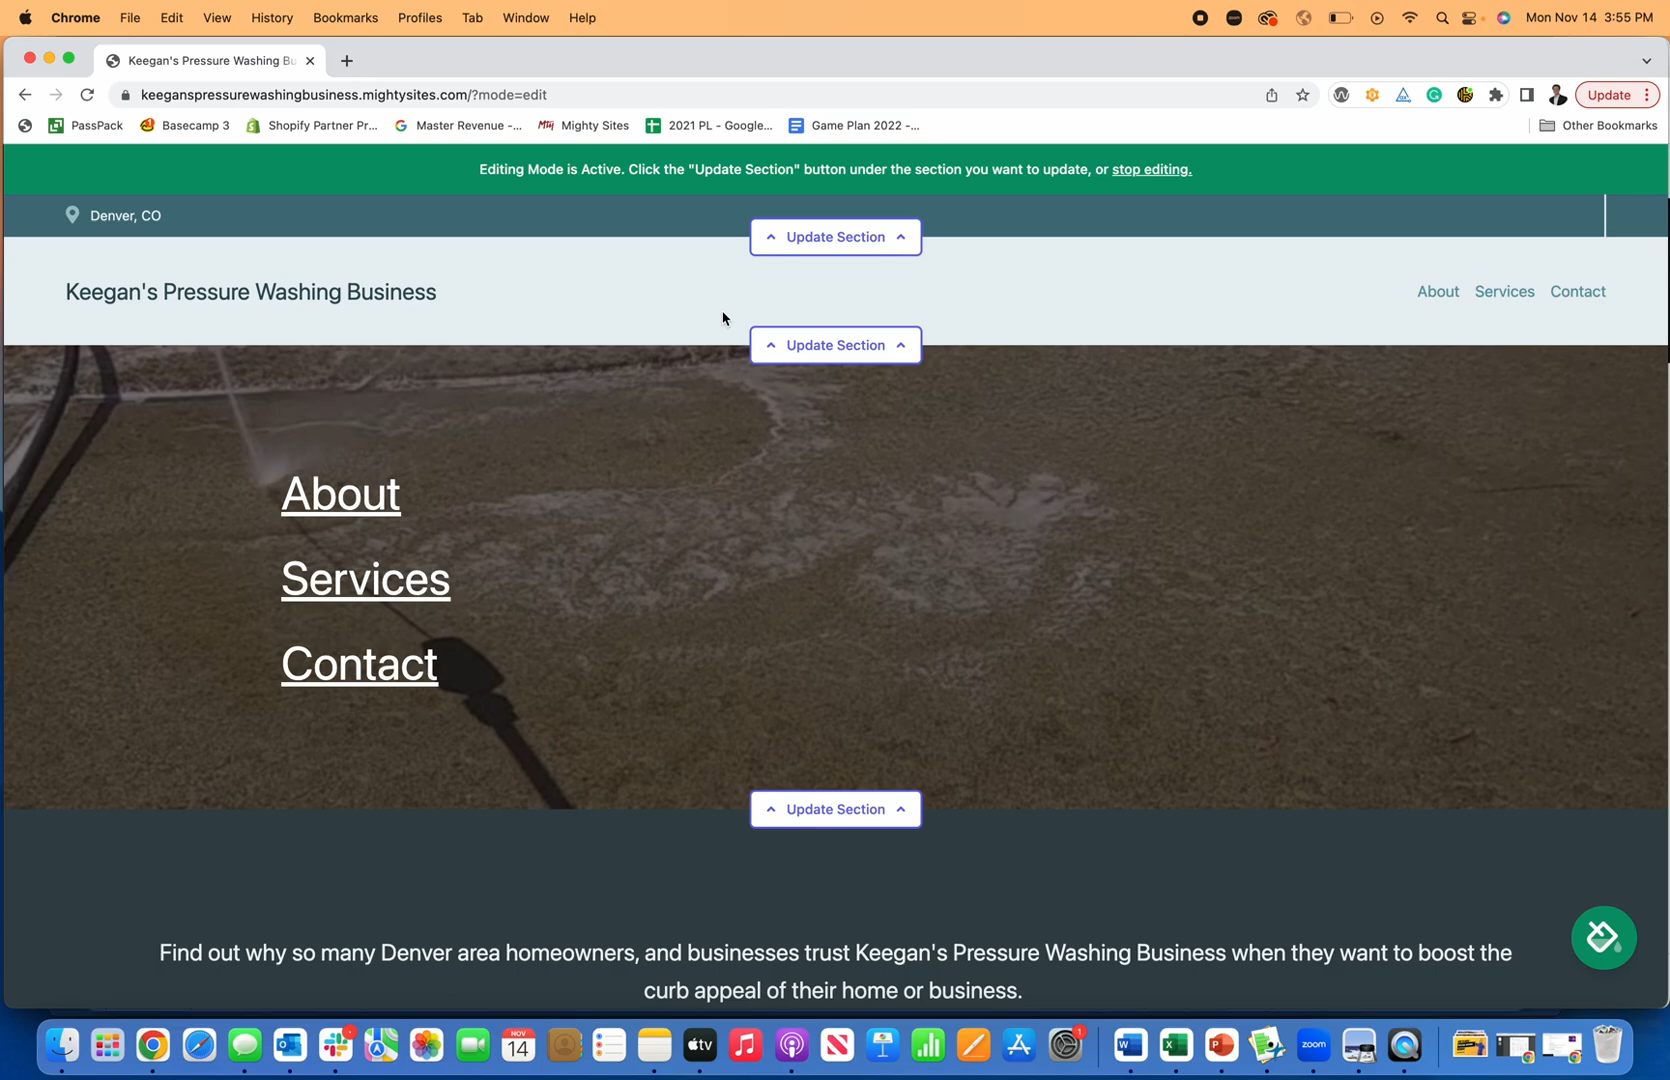 Chrome File Edit View History Bookmarks Profiles Tab Window Help Mon Nov 14 3:55 PM
Keegan's Pressure Washing Bu
keeganspressurewashingbusiness.mightysites.com/?mode=edit Update
PassPack Basecamp 3 Shopify Partner Pr... Master Revenue -... Mighty Sites 2021 PL - Google... Game Plan 2022 -... Other Bookmarks
Editing Mode is Active. Click the "Update Section" button under the section you want to update, or stop editing.
Denver, CO
Update Section
Keegan's Pressure Washing Business About Services Contact
Update Section
About
Services
Contact
Update Section
Find out why so many Denver area homeowners, and businesses trust Keegan's Pressure Washing Business when they want to boost the
curb appeal of their home or business.
NOV
14
tv
zoom
1